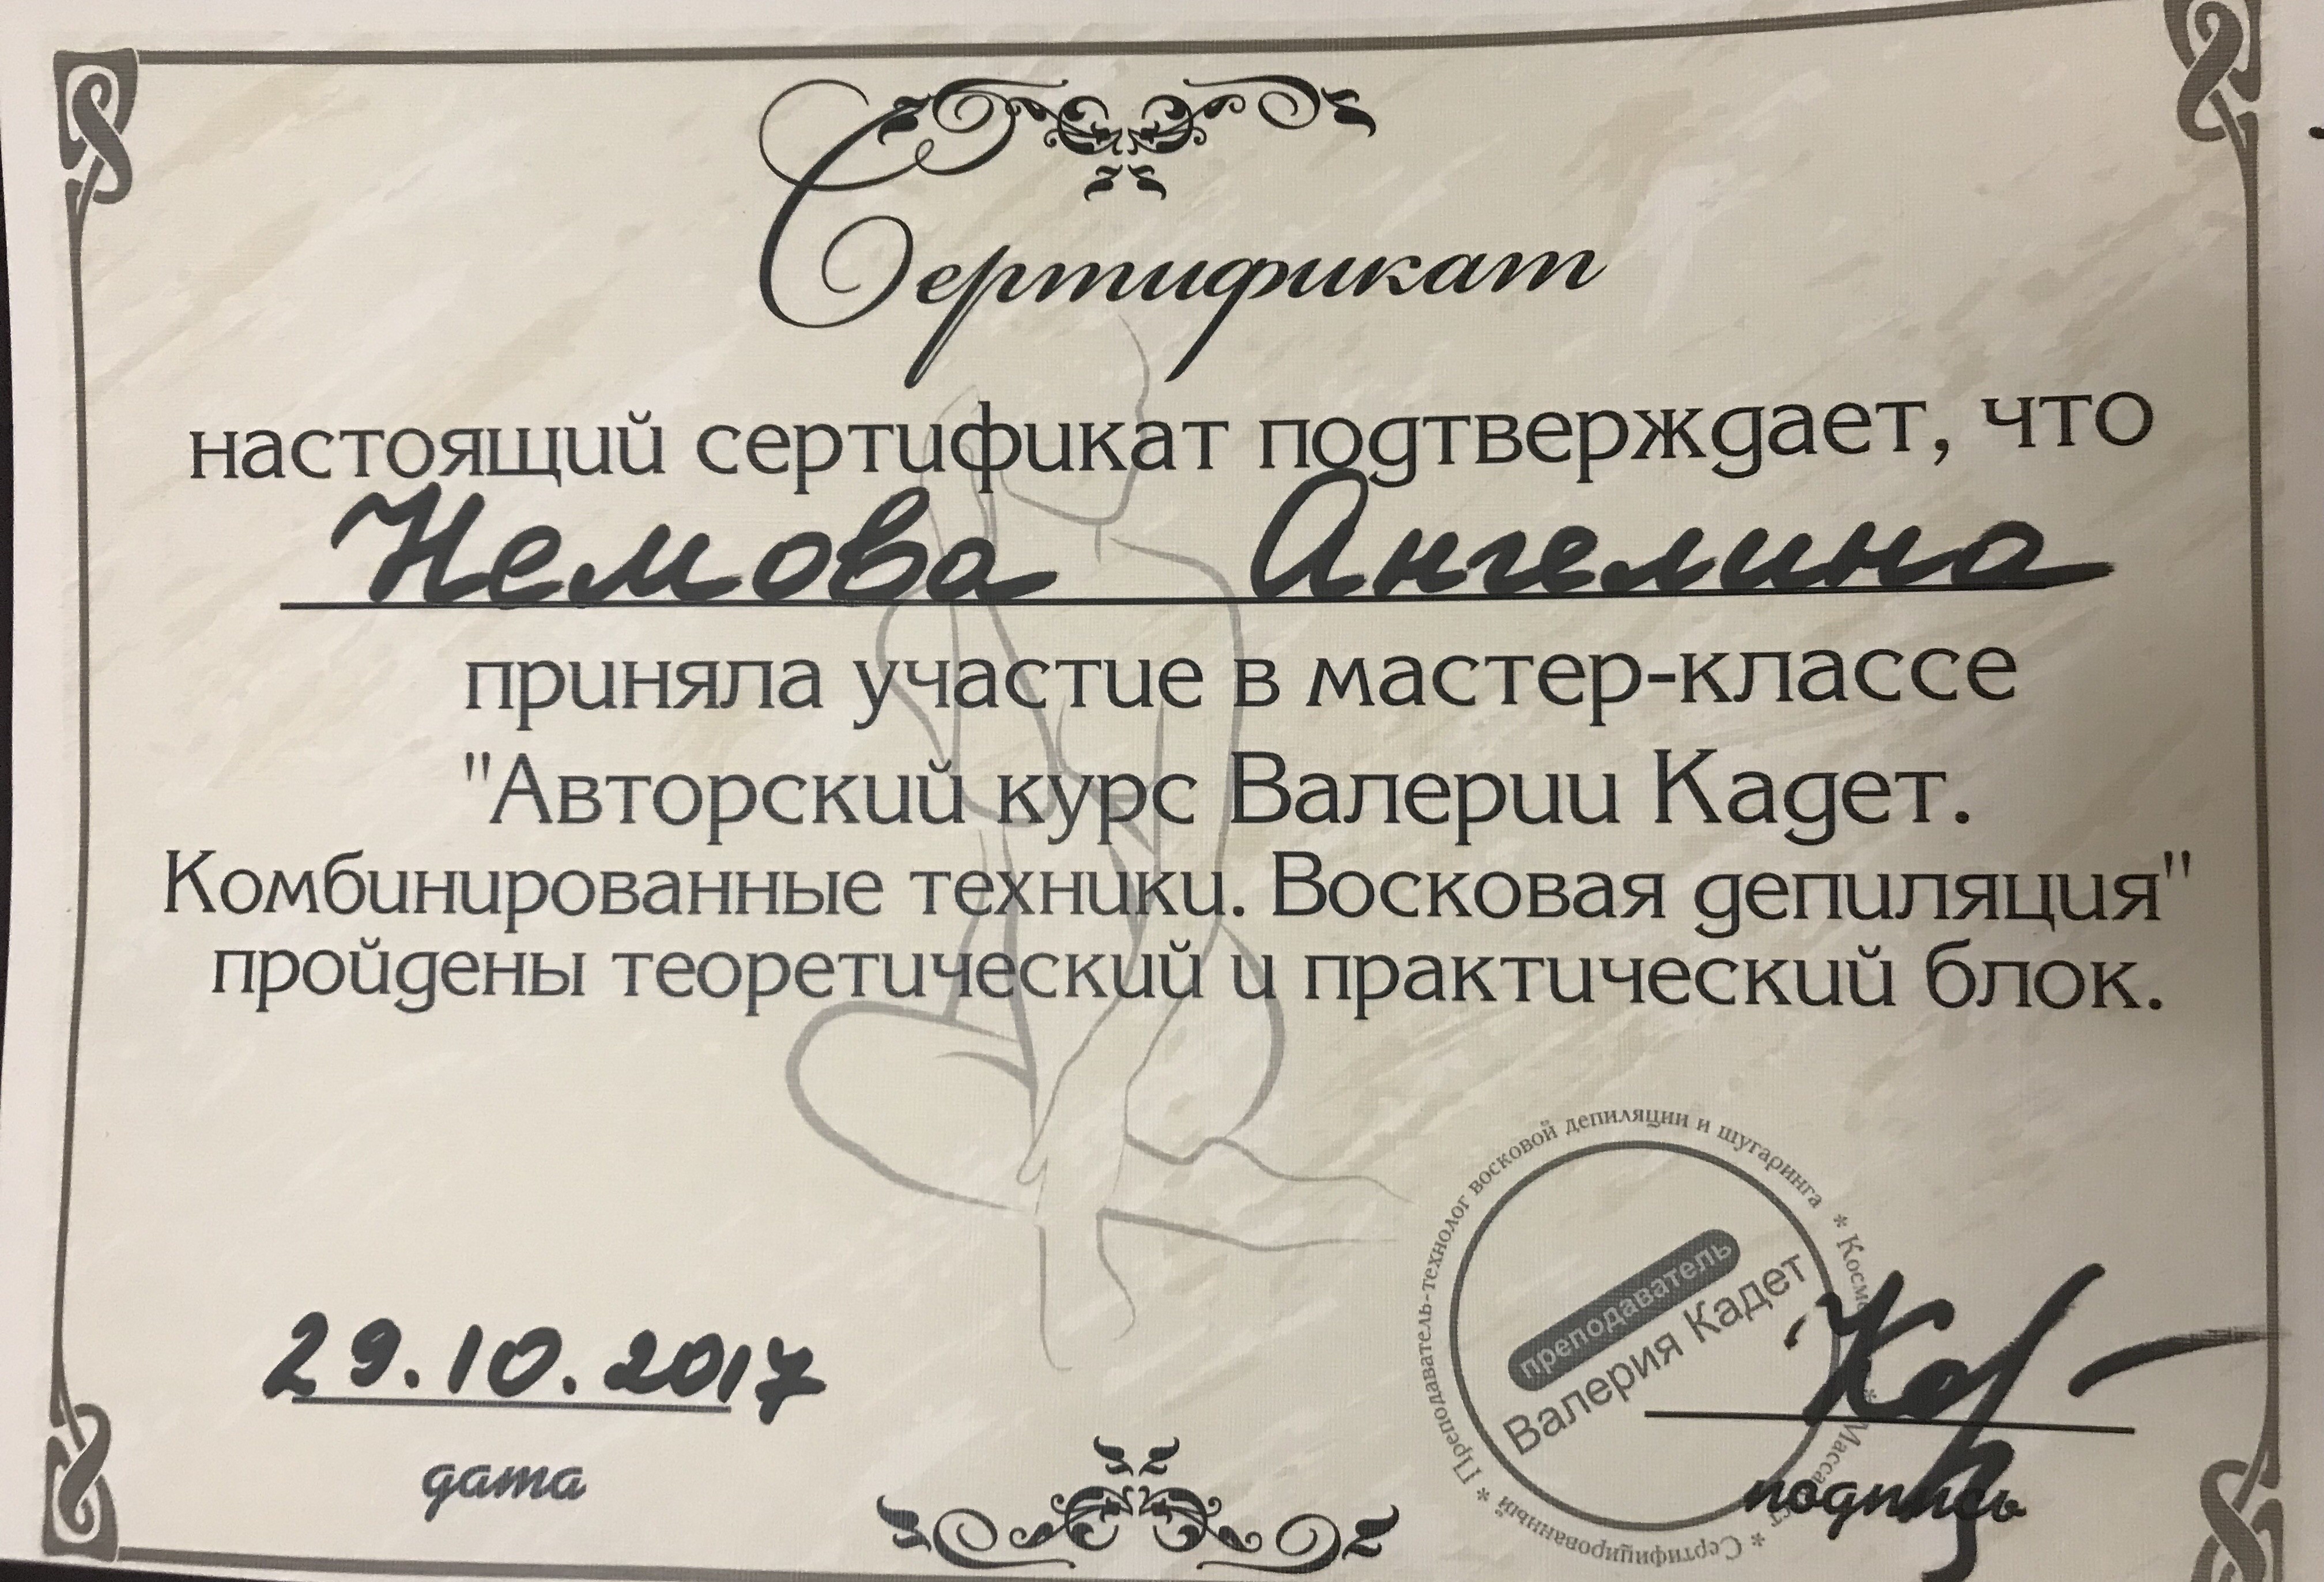 Сертификат
настоящий сертификат подтверждает, что
Немова Ангелина
приняла участие в мастер-классе
"Авторский курс Валерии Кадет.
Комбинированные техники. Восковая депиляция"
пройдены теоретический и практический блок.
29.10.2017
дата
* Преподаватель-технолог восковой депиляции и шугаринга *
* Сертифицированный *
преподаватель
Валерия Кадет
подпись